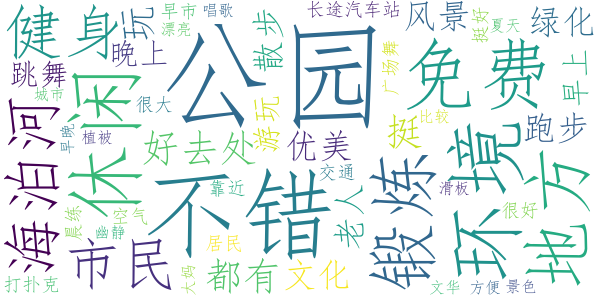 健身
玩
早市
唱歌
漂亮
晚上
跳舞
城市
很大
早晚
植被
海泊河
休闲
公园
散步
游玩
好去处
优美
长途汽车站
广场舞
风景
挺好
夏天
绿化
免费
早上
挺
比较
跑步
不错
靠近
交通
老人
锻炼
滑板
环境
很好
地方
晨练
空气
幽静
市民
打扑克
大妈
居民
都有
文化
文华
方便
景色